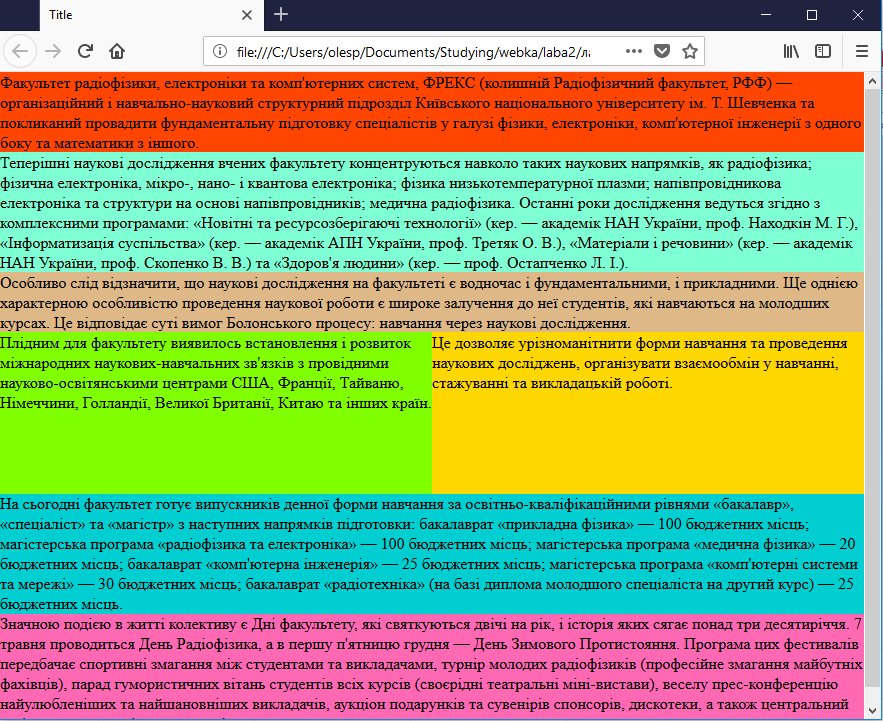 Title
file:///C:/Users/olesp/Documents/Studying/webka/laba2/
Факультет радіофізики, електроніки та комп'ютерних систем, ФРЕКС (колишній Радіофізичний факультет, РФФ) —
організаційний і навчально-науковий структурний підрозділ Київського національного університету ім. Т. Шевченка та
покликаний провадити фундаментальну підготовку спеціалістів у галузі фізики, електроніки, комп'ютерної інженерії з одного
боку та математики з іншого.
Теперішні наукові дослідження вчених факультету концентруються навколо таких наукових напрямків, як радіофізика;
фізична електроніка, мікро-, нано- і квантова електроніка; фізика низькотемпературної плазми; напівпровідникова
електроніка та структури на основі напівпровідників; медична радіофізика. Останні роки дослідження ведуться згідно з
комплексними програмами: «Новітні та ресурсозберігаючі технології» (кер. — академік НАН України, проф. Находкін М. Г.),
«Інформатизація суспільства» (кер. — академік АПН України, проф. Третяк О. В.), «Матеріали і речовини» (кер. — академік
НАН України, проф. Скопенко В. В.) та «Здоров'я людини» (кер. — проф. Остапченко Л. І.).
Особливо слід відзначити, що наукові дослідження на факультеті є водночас і фундаментальними, і прикладними. Ще однією
характерною особливістю проведення наукової роботи є широке залучення до неї студентів, які навчаються на молодших
курсах. Це відповідає суті вимог Болонського процесу: навчання через наукові дослідження.
Плідним для факультету виявилось встановлення і розвиток
міжнародних наукових-навчальних зв'язків з провідними
науково-освітянськими центрами США, Франції, Тайваню,
Німеччини, Голландії, Великої Британії, Китаю та інших країн.
Це дозволяє урізноманітнити форми навчання та проведення
наукових досліджень, організувати взаємообмін у навчанні,
стажуванні та викладацькій роботі.
На сьогодні факультет готує випускників денної форми навчання за освітньо-кваліфікаційними рівнями «бакалавр»,
«спеціаліст» та «магістр» з наступних напрямків підготовки: бакалаврат «прикладна фізика» — 100 бюджетних місць;
магістерська програма «радіофізика та електроніка» — 100 бюджетних місць; магістерська програма «медична фізика» — 20
бюджетних місць; бакалаврат «комп'ютерна інженерія» — 25 бюджетних місць; магістерська програма «комп'ютерні системи
та мережі» — 30 бюджетних місць; бакалаврат «радіотехніка» (на базі диплома молодшого спеціаліста на другий курс) — 25
бюджетних місць.
Значною подією в житті колективу є Дні факультету, які святкуються двічі на рік, і історія яких сягає понад три десятиріччя. 7
травня проводиться День Радіофізика, а в першу п'ятницю грудня — День Зимового Протистояння. Програма цих фестивалів
передбачає спортивні змагання між студентами та викладачами, турнір молодих радіофізиків (професійне змагання майбутніх
фахівців), парад гумористичних вітань студентів всіх курсів (своєрідні театральні міні-вистави), веселу прес-конференцію
найулюбленіших та найшановніших викладачів, аукціон подарунків та сувенірів спонсорів, дискотеки, а також центральний